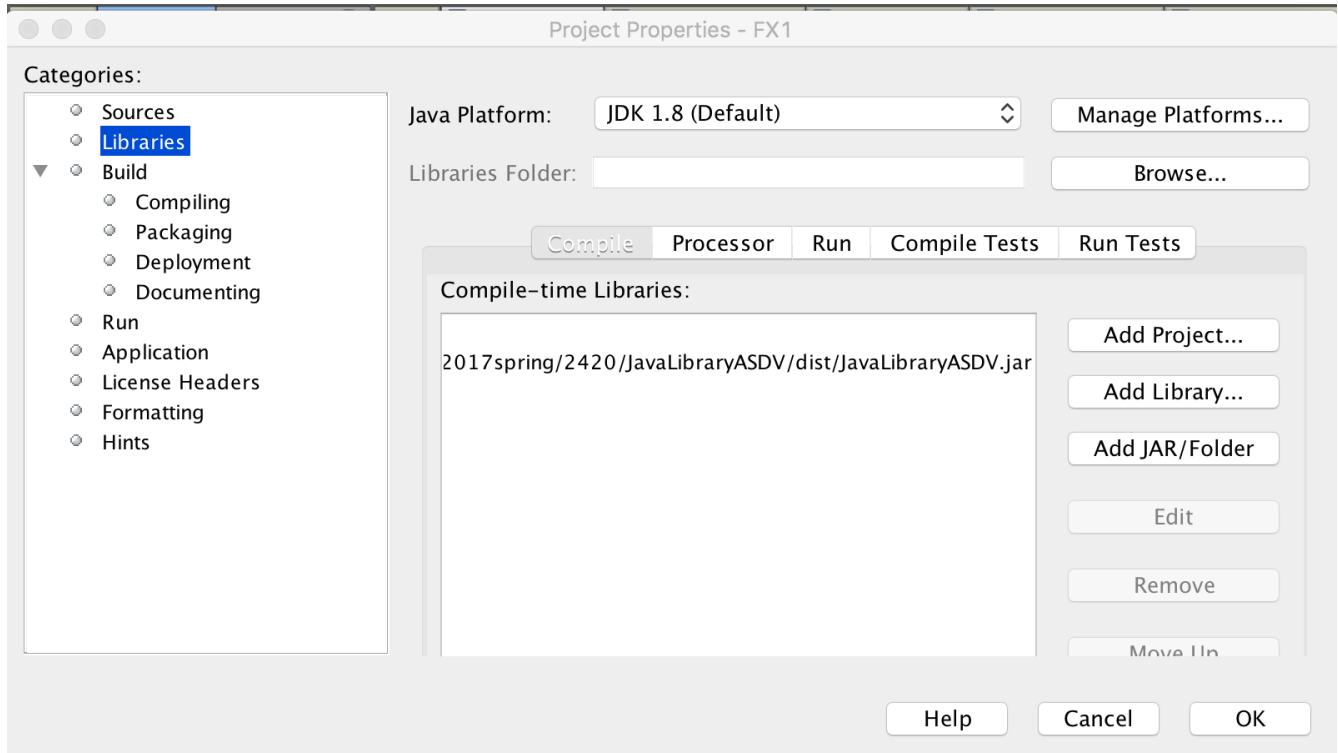 Project Properties - FX1
Categories:
Sources
Libraries
Build
Compiling
Packaging
Deployment
Documenting
Run
Application
License Headers
Formatting
Hints
Java Platform: JDK 1.8 (Default) Manage Platforms...
Libraries Folder: Browse...
Compile Processor Run Compile Tests Run Tests
Compile-time Libraries:
2017spring/2420/JavaLibraryASDV/dist/JavaLibraryASDV.jar
Add Project...
Add Library...
Add JAR/Folder
Edit
Remove
Move Up
Help Cancel OK